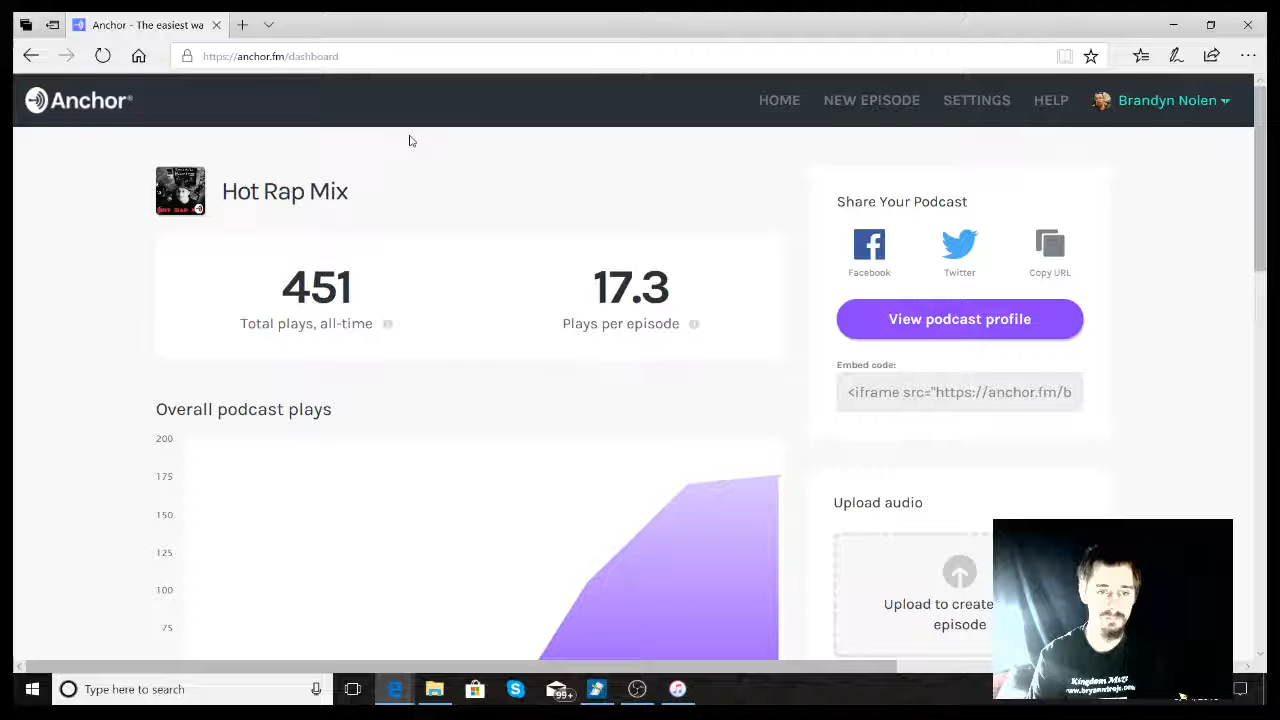 Anchor - The easiest wa
https://anchor.fm/dashboard
Anchor®
HOME
NEW EPISODE
SETTINGS
HELP
Brandyn Nolen
Hot Rap Mix
451
Total plays, all-time
17.3
Plays per episode
Share Your Podcast
Facebook
Twitter
Copy URL
View podcast profile
Embed code:
<iframe src="https://anchor.fm/b
Overall podcast plays
200
175
150
125
100
75
Upload audio
Upload to create
episode
Type here to search
99+